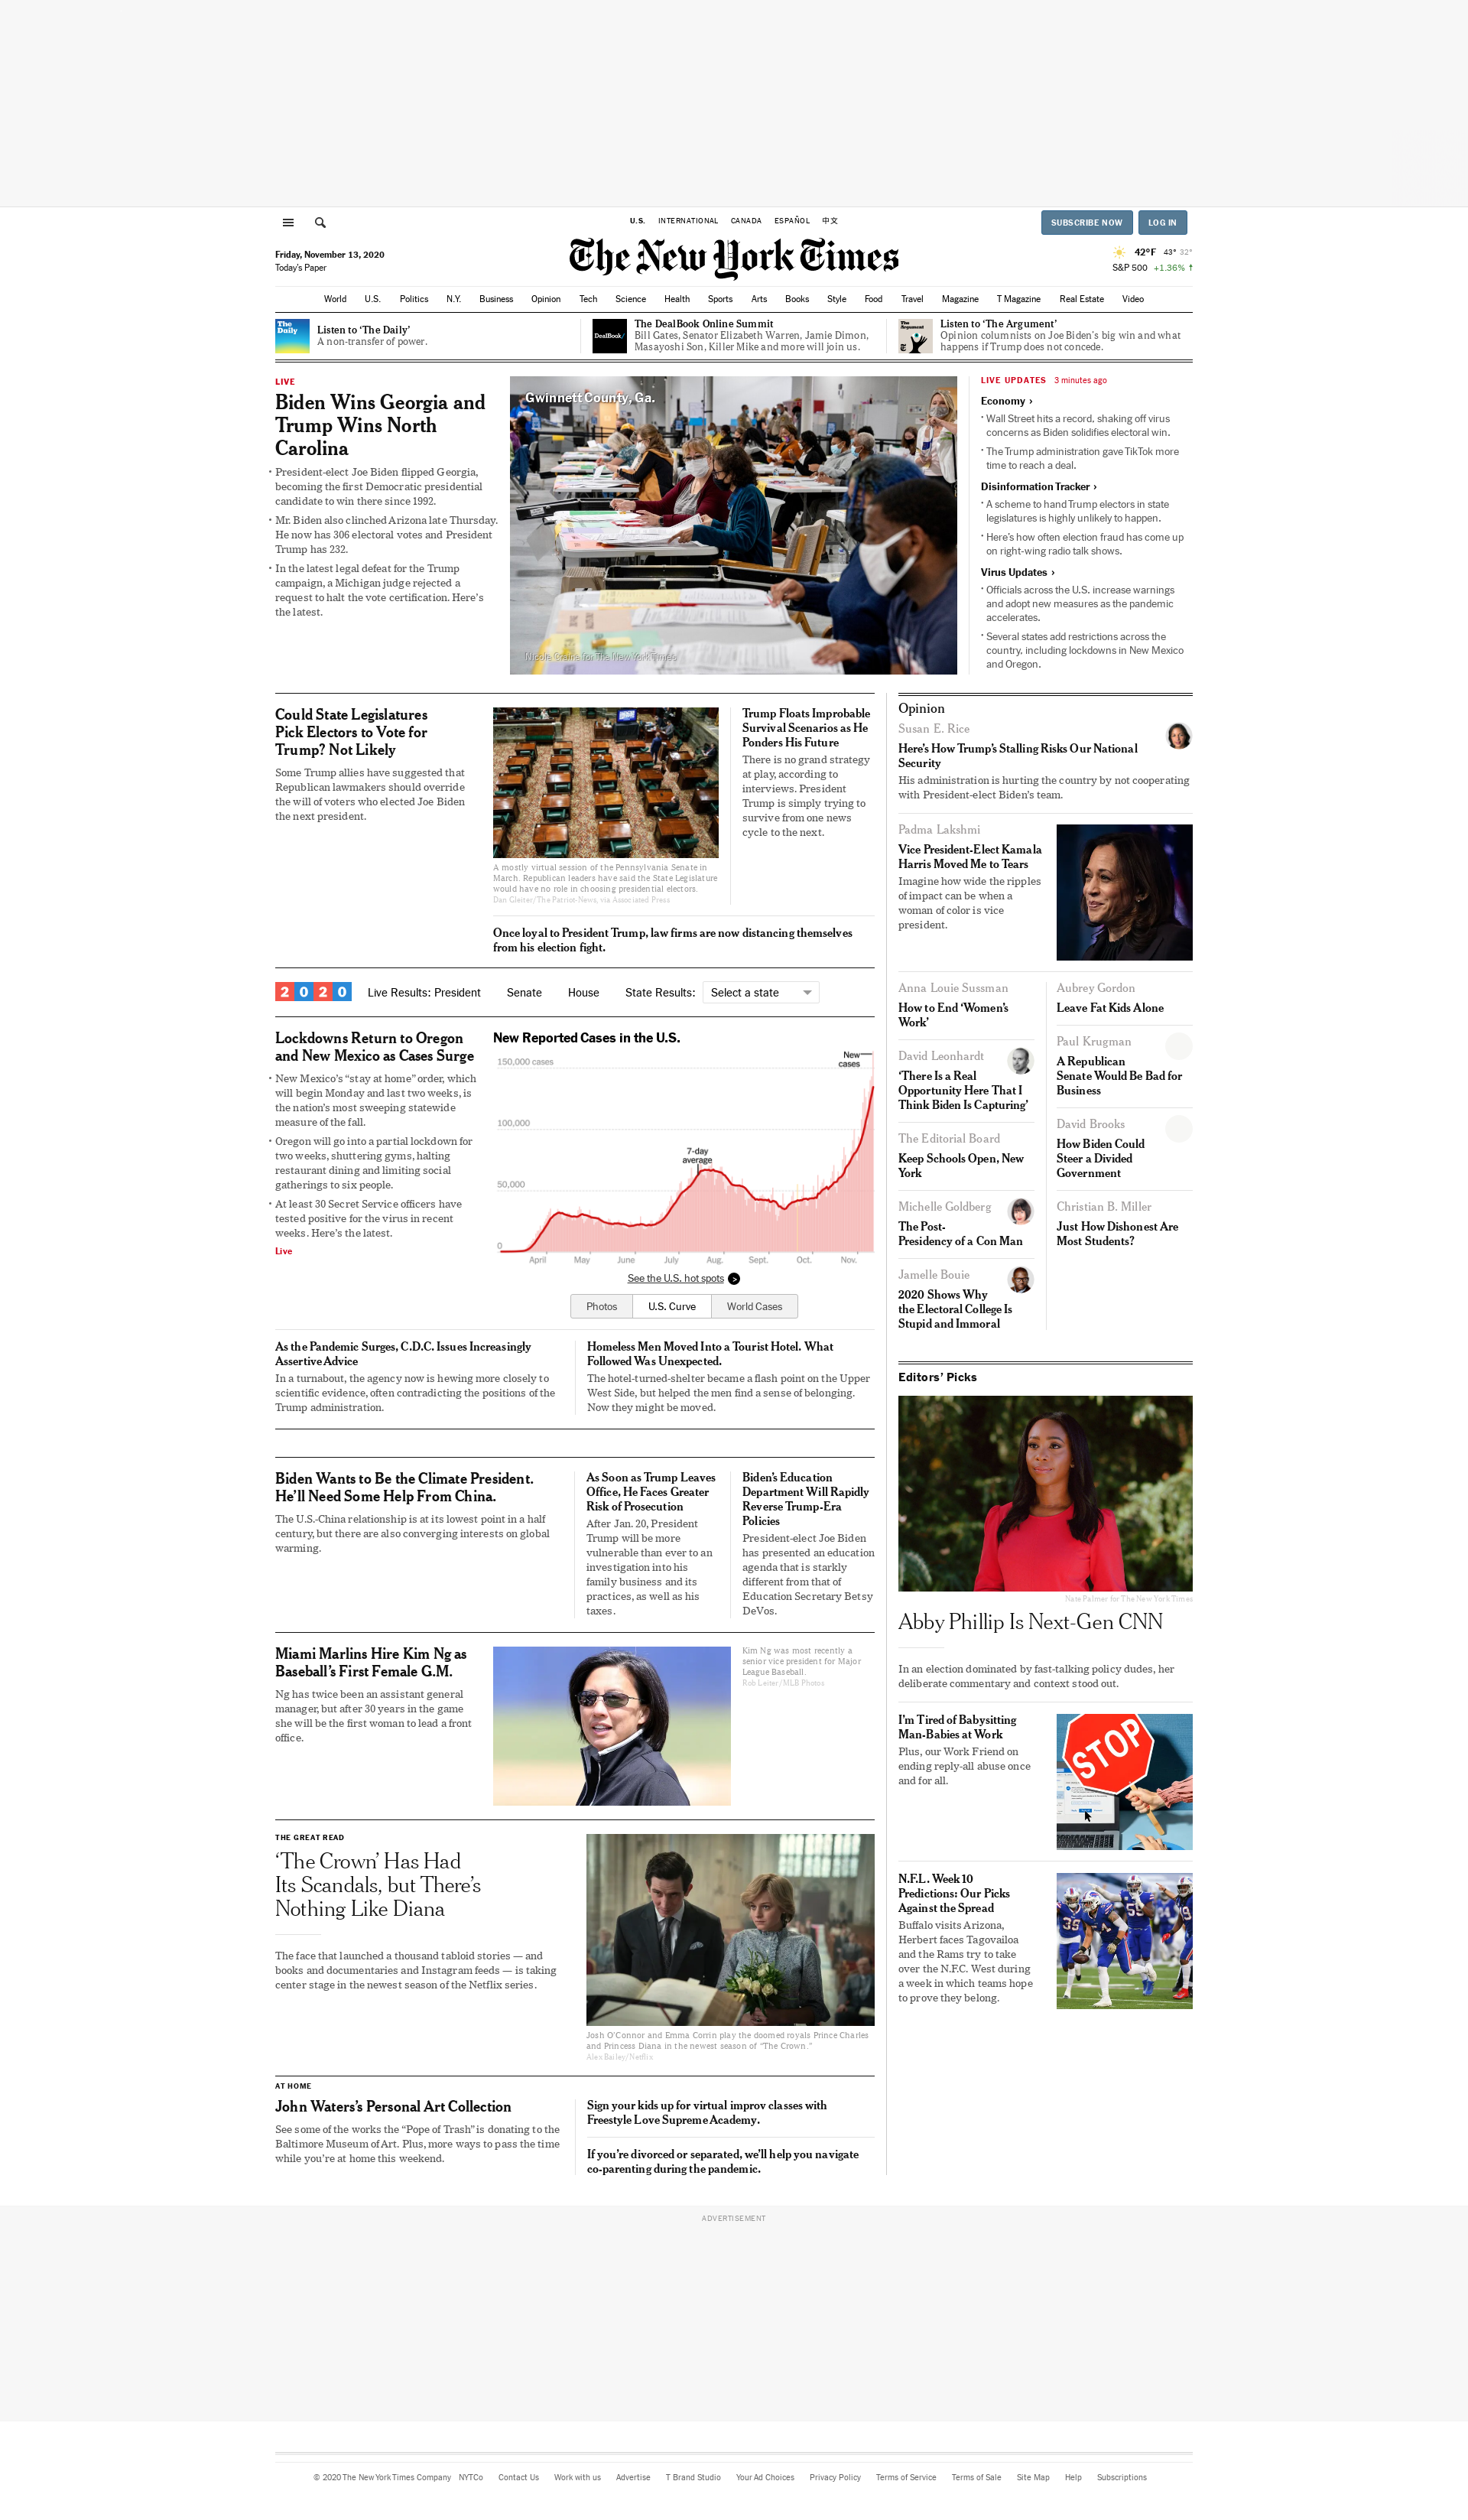 U.S. INTERNATIONAL CANADA ESPAÑOL 中文
SUBSCRIBE NOW LOG IN
Friday, November 13, 2020
Today's Paper
The New York Times
42°F 43° 32°
S&P 500 +1.36%
World U.S. Politics N.Y. Business Opinion Tech Science Health Sports Arts Books Style Food Travel Magazine T Magazine Real Estate Video
The Daily
Listen to 'The Daily'
A non-transfer of power.
DealBook/
The DealBook Online Summit
Bill Gates, Senator Elizabeth Warren, Jamie Dimon,
Masayoshi Son, Killer Mike and more will join us.
The Argument
Listen to 'The Argument'
Opinion columnists on Joe Biden's big win and what
happens if Trump does not concede.
LIVE
Biden Wins Georgia and
Trump Wins North
Carolina
President-elect Joe Biden flipped Georgia,
becoming the first Democratic presidential
candidate to win there since 1992.
Mr. Biden also clinched Arizona late Thursday.
He now has 306 electoral votes and President
Trump has 232.
In the latest legal defeat for the Trump
campaign, a Michigan judge rejected a
request to halt the vote certification. Here's
the latest.
Gwinnett County, Ga.
Nicole Craine for The New York Times
LIVE UPDATES 3 minutes ago
Economy ›
Wall Street hits a record, shaking off virus
concerns as Biden solidifies electoral win.
The Trump administration gave TikTok more
time to reach a deal.
Disinformation Tracker ›
A scheme to hand Trump electors in state
legislatures is highly unlikely to happen.
Here's how often election fraud has come up
on right-wing radio talk shows.
Virus Updates ›
Officials across the U.S. increase warnings
and adopt new measures as the pandemic
accelerates.
Several states add restrictions across the
country, including lockdowns in New Mexico
and Oregon.
Could State Legislatures
Pick Electors to Vote for
Trump? Not Likely
Some Trump allies have suggested that
Republican lawmakers should override
the will of voters who elected Joe Biden
the next president.
A mostly virtual session of the Pennsylvania Senate in
March. Republican leaders have said the State Legislature
would have no role in choosing presidential electors.
Dan Gleiter/The Patriot-News, via Associated Press
Trump Floats Improbable
Survival Scenarios as He
Ponders His Future
There is no grand strategy
at play, according to
interviews. President
Trump is simply trying to
survive from one news
cycle to the next.
Once loyal to President Trump, law firms are now distancing themselves
from his election fight.
2020 Live Results: President Senate House State Results: Select a state
Lockdowns Return to Oregon
and New Mexico as Cases Surge
New Mexico's “stay at home” order, which
will begin Monday and last two weeks, is
the nation's most sweeping statewide
measure of the fall.
Oregon will go into a partial lockdown for
two weeks, shuttering gyms, halting
restaurant dining and limiting social
gatherings to six people.
At least 30 Secret Service officers have
tested positive for the virus in recent
weeks. Here's the latest.
Live
New Reported Cases in the U.S.
150,000 cases
New
cases
100,000
7-day
average
50,000
0
April May June July Aug. Sept. Oct. Nov.
See the U.S. hot spots
Photos U.S. Curve World Cases
As the Pandemic Surges, C.D.C. Issues Increasingly
Assertive Advice
In a turnabout, the agency now is hewing more closely to
scientific evidence, often contradicting the positions of the
Trump administration.
Homeless Men Moved Into a Tourist Hotel. What
Followed Was Unexpected.
The hotel-turned-shelter became a flash point on the Upper
West Side, but helped the men find a sense of belonging.
Now they might be moved.
Biden Wants to Be the Climate President.
He'll Need Some Help From China.
The U.S.-China relationship is at its lowest point in a half
century, but there are also converging interests on global
warming.
As Soon as Trump Leaves
Office, He Faces Greater
Risk of Prosecution
After Jan. 20, President
Trump will be more
vulnerable than ever to an
investigation into his
family business and its
practices, as well as his
taxes.
Biden's Education
Department Will Rapidly
Reverse Trump-Era
Policies
President-elect Joe Biden
has presented an education
agenda that is starkly
different from that of
Education Secretary Betsy
DeVos.
Miami Marlins Hire Kim Ng as
Baseball's First Female G.M.
Ng has twice been an assistant general
manager, but after 30 years in the game
she will be the first woman to lead a front
office.
Kim Ng was most recently a
senior vice president for Major
League Baseball.
Rob Leiter/MLB Photos
THE GREAT READ
'The Crown' Has Had
Its Scandals, but There's
Nothing Like Diana
The face that launched a thousand tabloid stories — and
books and documentaries and Instagram feeds — is taking
center stage in the newest season of the Netflix series.
Josh O'Connor and Emma Corrin play the doomed royals Prince Charles
and Princess Diana in the newest season of “The Crown.”
Alex Bailey/Netflix
AT HOME
John Waters's Personal Art Collection
See some of the works the “Pope of Trash” is donating to the
Baltimore Museum of Art. Plus, more ways to pass the time
while you're at home this weekend.
Sign your kids up for virtual improv classes with
Freestyle Love Supreme Academy.
If you're divorced or separated, we'll help you navigate
co-parenting during the pandemic.
Opinion
Susan E. Rice
Here's How Trump's Stalling Risks Our National
Security
His administration is hurting the country by not cooperating
with President-elect Biden's team.
Padma Lakshmi
Vice President-Elect Kamala
Harris Moved Me to Tears
Imagine how wide the ripples
of impact can be when a
woman of color is vice
president.
Anna Louie Sussman
How to End 'Women's
Work'
David Leonhardt
'There Is a Real
Opportunity Here That I
Think Biden Is Capturing'
The Editorial Board
Keep Schools Open, New
York
Michelle Goldberg
The Post-
Presidency of a Con Man
Jamelle Bouie
2020 Shows Why
the Electoral College Is
Stupid and Immoral
Aubrey Gordon
Leave Fat Kids Alone
Paul Krugman
A Republican
Senate Would Be Bad for
Business
David Brooks
How Biden Could
Steer a Divided
Government
Christian B. Miller
Just How Dishonest Are
Most Students?
Editors' Picks
Nate Palmer for The New York Times
Abby Phillip Is Next-Gen CNN
In an election dominated by fast-talking policy dudes, her
deliberate commentary and context stood out.
I'm Tired of Babysitting
Man-Babies at Work
Plus, our Work Friend on
ending reply-all abuse once
and for all.
STOP
N.F.L. Week 10
Predictions: Our Picks
Against the Spread
Buffalo visits Arizona,
Herbert faces Tagovailoa
and the Rams try to take
over the N.F.C. West during
a week in which teams hope
to prove they belong.
ADVERTISEMENT
© 2020 The New York Times Company NYTCo Contact Us Work with us Advertise T Brand Studio Your Ad Choices Privacy Policy Terms of Service Terms of Sale Site Map Help Subscriptions